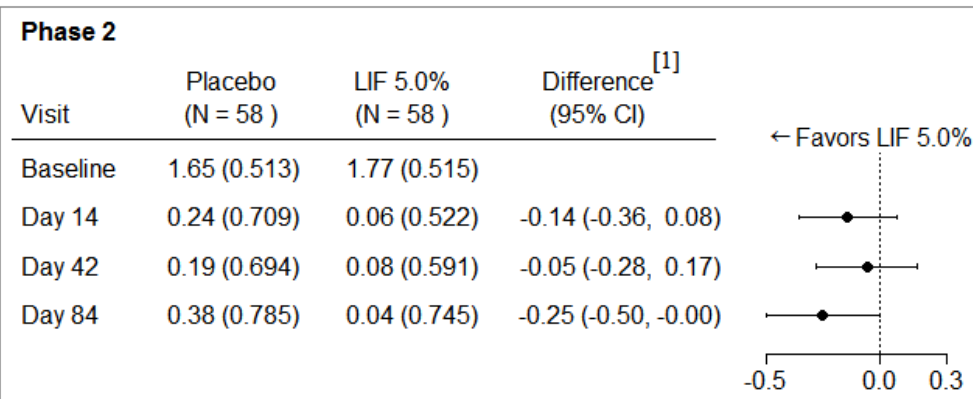 Phase 2
Visit Placebo (N = 58 ) LIF 5.0% (N = 58 ) Difference[1] (95% CI)
← Favors LIF 5.0%
Baseline 1.65 (0.513) 1.77 (0.515)
Day 14 0.24 (0.709) 0.06 (0.522) -0.14 (-0.36, 0.08)
Day 42 0.19 (0.694) 0.08 (0.591) -0.05 (-0.28, 0.17)
Day 84 0.38 (0.785) 0.04 (0.745) -0.25 (-0.50, -0.00)
-0.5 0.0 0.3